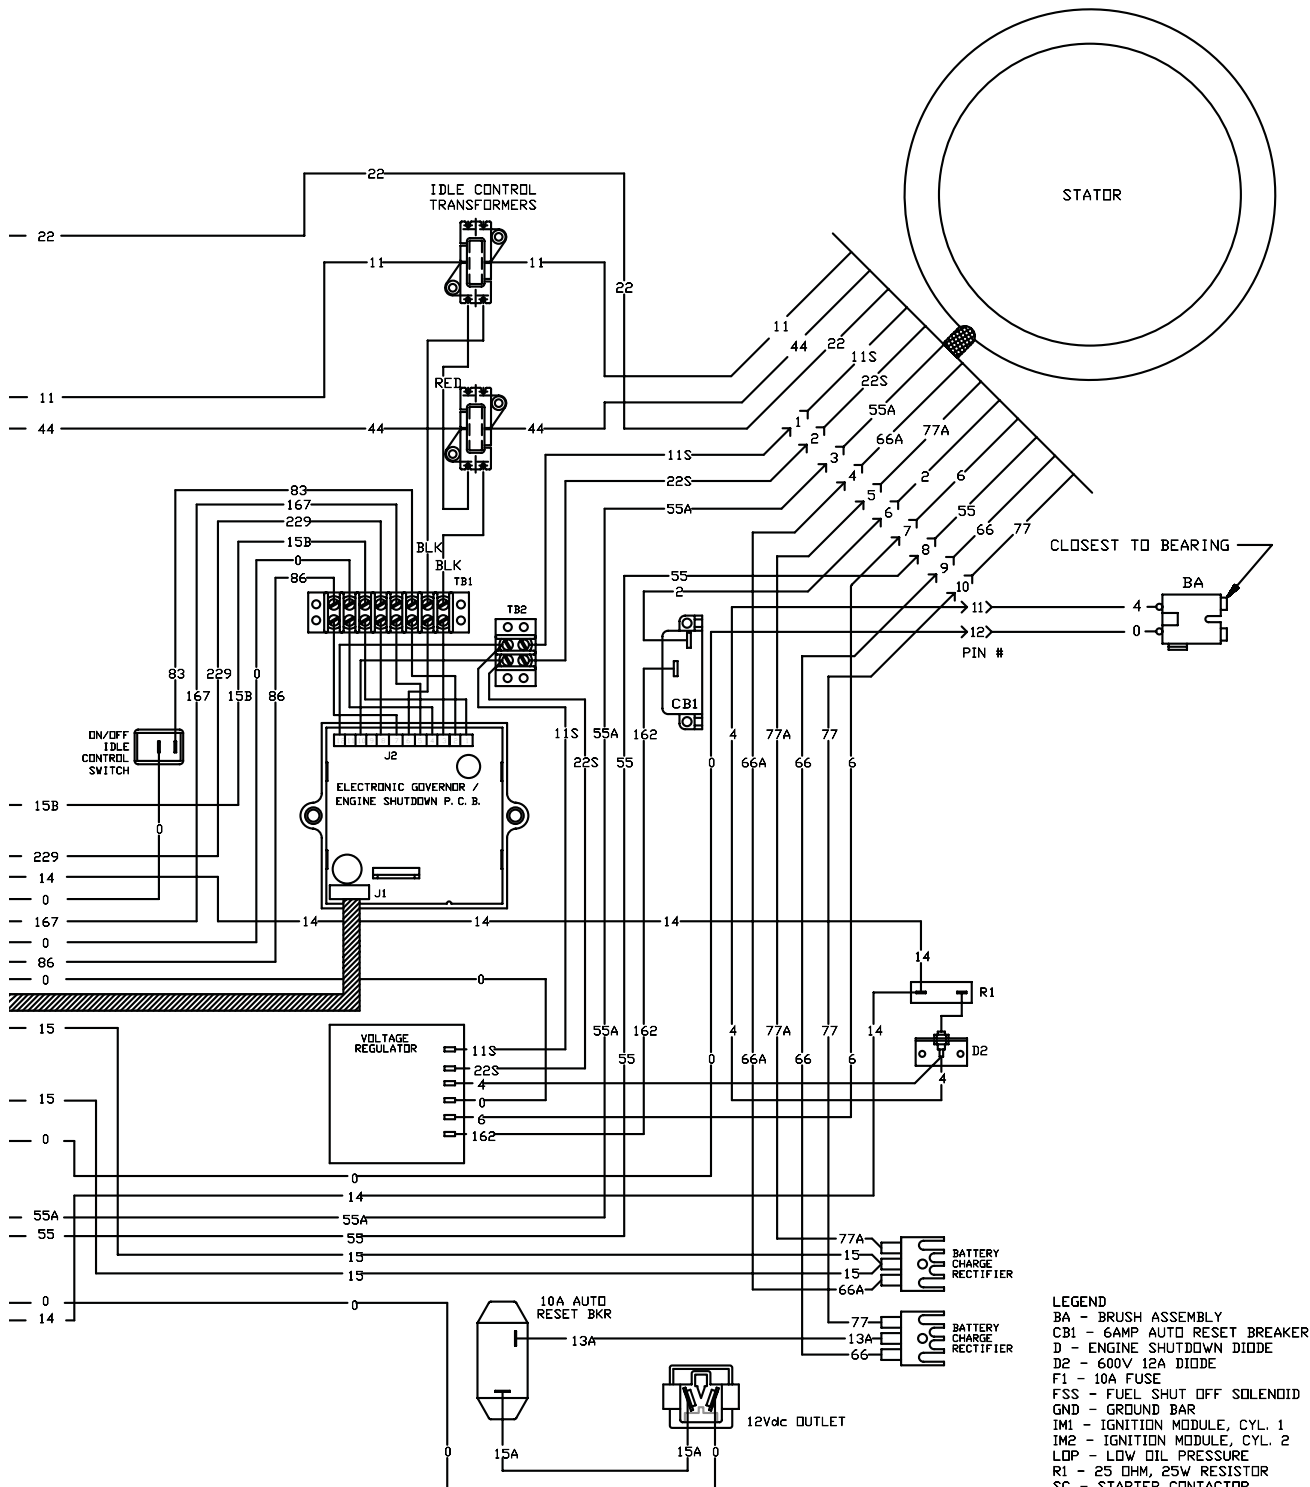 STATOR
22
IDLE CONTROL
TRANSFORMERS
22
11
11
22
11
44
22
11S
22S
55A
66A
77A
2
6
55
66
77
RED
11
44
44
44
1
2
3
4
5
6
7
8
9
10
11S
22S
55A
83
167
229
15B
0
86
BLK
BLK
TB1
55
2
CLOSEST TO BEARING
BA
11
12
PIN #
4
0
TB2
83
229
0
167
15B
86
CB1
ON/OFF
IDLE
CONTROL
SWITCH
J2
11S
55A
162
4
77A
77
22S
55
0
66A
66
6
ELECTRONIC GOVERNOR /
ENGINE SHUTDOWN P.C.B.
15B
0
229
14
0
J1
167
14
14
14
0
86
0
0
14
R1
15
VOLTAGE
REGULATOR
55A
162
4
77A
77
14
11S
22S
4
0
6
162
55
0
66A
66
6
D2
4
15
0
0
14
55A
55A
55
55
15
15
77A
15
15
66A
BATTERY
CHARGE
RECTIFIER
0
0
14
10A AUTO
RESET BKR
13A
77
13A
66
BATTERY
CHARGE
RECTIFIER
12Vdc OUTLET
0
15A
15A
0
LEGEND
BA - BRUSH ASSEMBLY
CB1 - 6AMP AUTO RESET BREAKER
D - ENGINE SHUTDOWN DIODE
D2 - 600V 12A DIODE
F1 - 10A FUSE
FSS - FUEL SHUT OFF SOLENOID
GND - GROUND BAR
IM1 - IGNITION MODULE, CYL. 1
IM2 - IGNITION MODULE, CYL. 2
LOP - LOW OIL PRESSURE
R1 - 25 OHM, 25W RESISTOR
SC - STARTER CONTACTOR